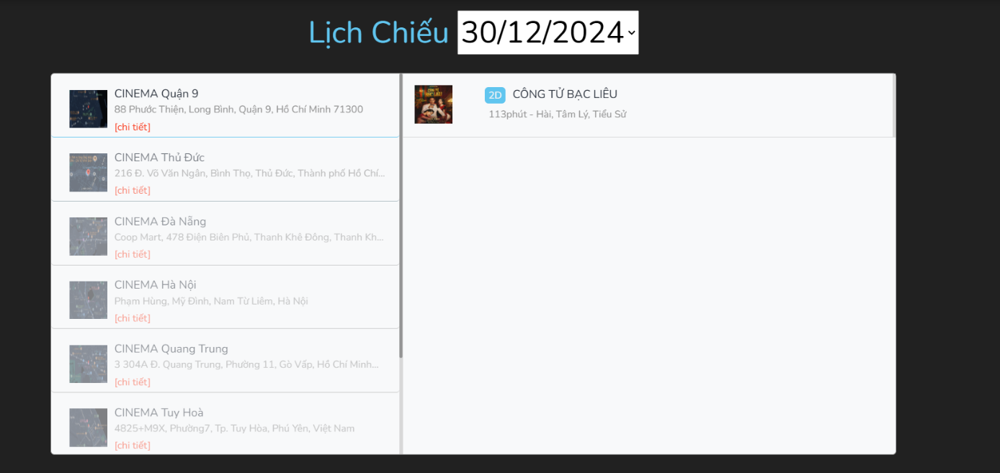 Lịch Chiếu 30/12/2024
CINEMA Quận 9
88 Phước Thiện, Long Bình, Quận 9, Hồ Chí Minh 71300
[chi tiết]
CINEMA Thủ Đức
216 Đ. Võ Văn Ngân, Bình Thọ, Thủ Đức, Thành phố Hồ Chí...
[chi tiết]
CINEMA Đà Nẵng
Coop Mart, 478 Điện Biên Phủ, Thanh Khê Đông, Thanh Kh...
[chi tiết]
CINEMA Hà Nội
Phạm Hùng, Mỹ Đình, Nam Từ Liêm, Hà Nội
[chi tiết]
CINEMA Quang Trung
3 304A Đ. Quang Trung, Phường 11, Gò Vấp, Hồ Chí Minh...
[chi tiết]
CINEMA Tuy Hoà
4825+M9X, Phường7, Tp. Tuy Hòa, Phú Yên, Việt Nam
[chi tiết]
2D CÔNG TỬ BẠC LIÊU
113phút - Hài, Tâm Lý, Tiểu Sử